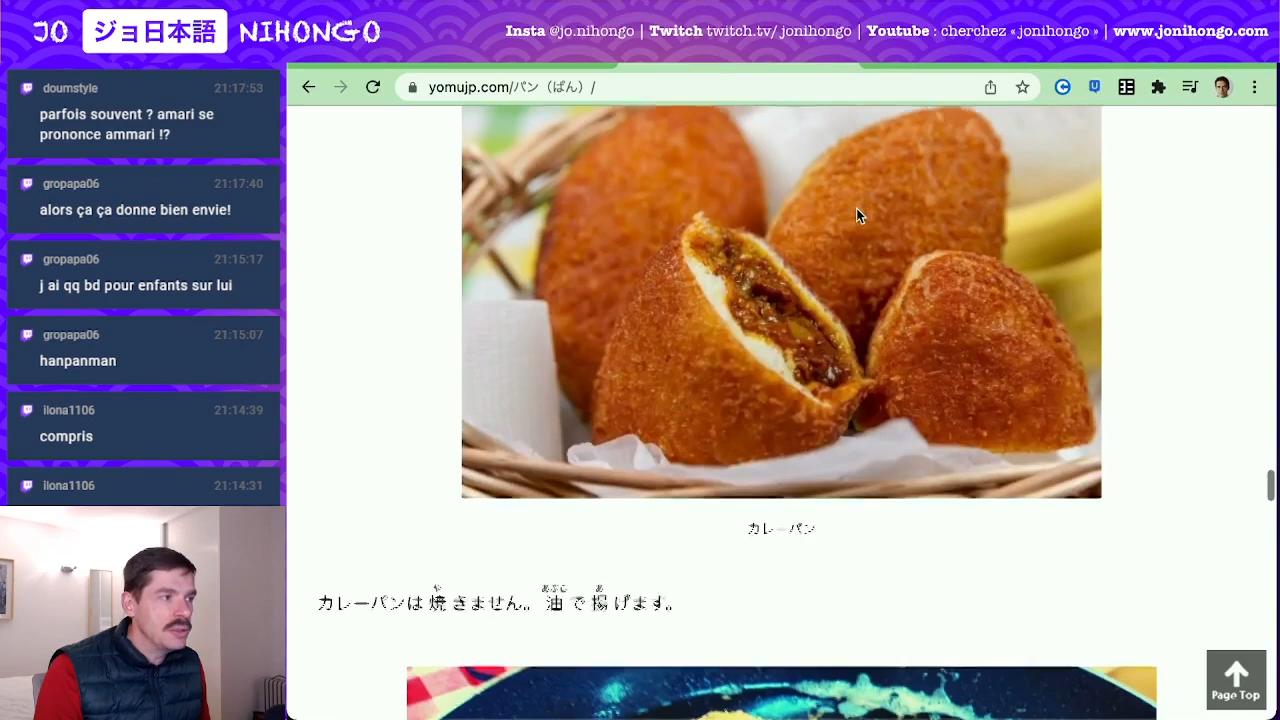 JO ジョ日本語 NIHONGO
Insta @jo.nihongo | Twitch twitch.tv/jonihongo | Youtube : cherchez « jonihongo » | www.jonihongo.com
yomujp.com/パン（ぱん）/
doumstyle 21:17:53
parfois souvent ? amari se
prononce ammari !?
gropapa06 21:17:40
alors ça ça donne bien envie!
gropapa06 21:15:17
j ai qq bd pour enfants sur lui
gropapa06 21:15:07
hanpanman
ilona1106 21:14:39
compris
ilona1106 21:14:31
カレーパン
や あぶら あ
カレーパンは焼きません。油で揚げます。
Page Top